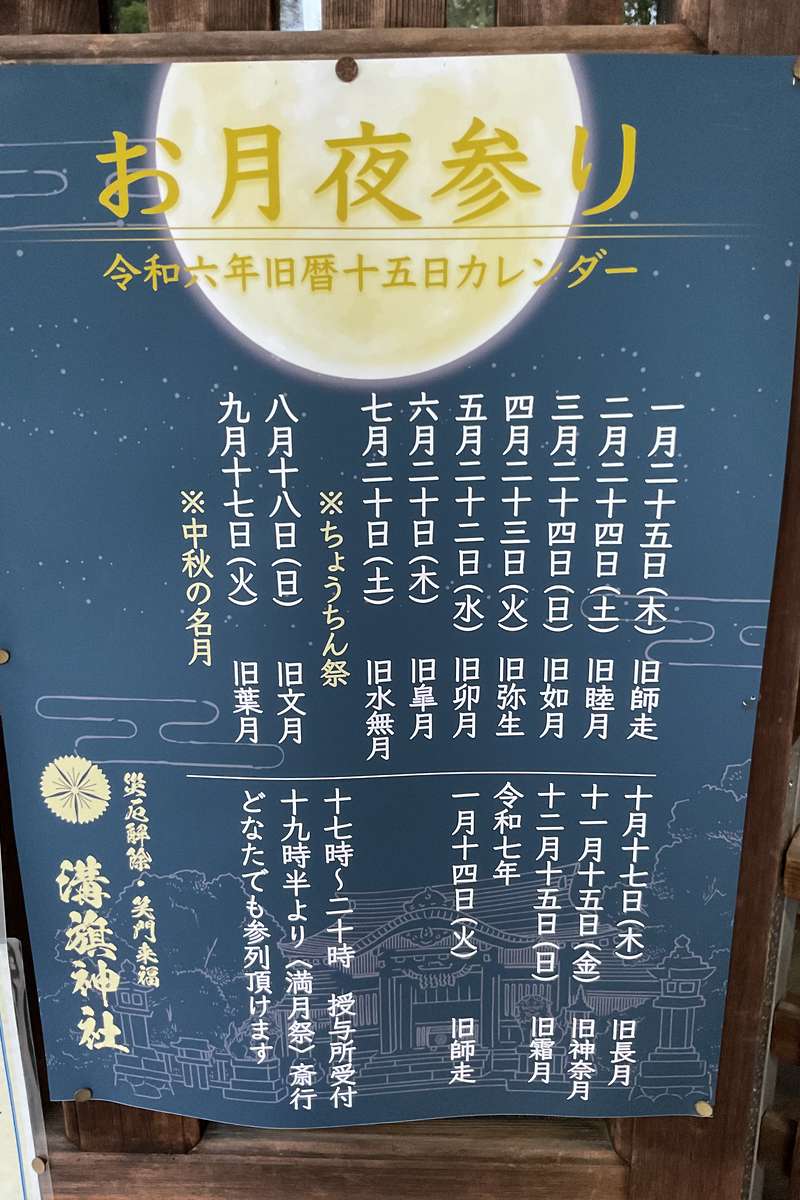 お月夜参り
令和六年旧暦十五日カレンダー
一月二十五日(木) 旧師走
二月二十四日(土) 旧睦月
三月二十四日(日) 旧如月
四月二十三日(火) 旧弥生
五月二十二日(水) 旧卯月
六月二十日(木) 旧皐月
七月二十日(土) 旧水無月
※ちょうちん祭
八月十八日(日) 旧文月
九月十七日(火) 旧葉月
※中秋の名月
十月十七日(木) 旧長月
十一月十五日(金) 旧神奈月
十二月十五日(日) 旧霜月
令和七年
一月十四日(火) 旧師走
十七時~二十時 授与所受付
十九時半より〈満月祭〉斎行
どなたでも参列頂けます
災厄解除・笑門来福
溝旗神社